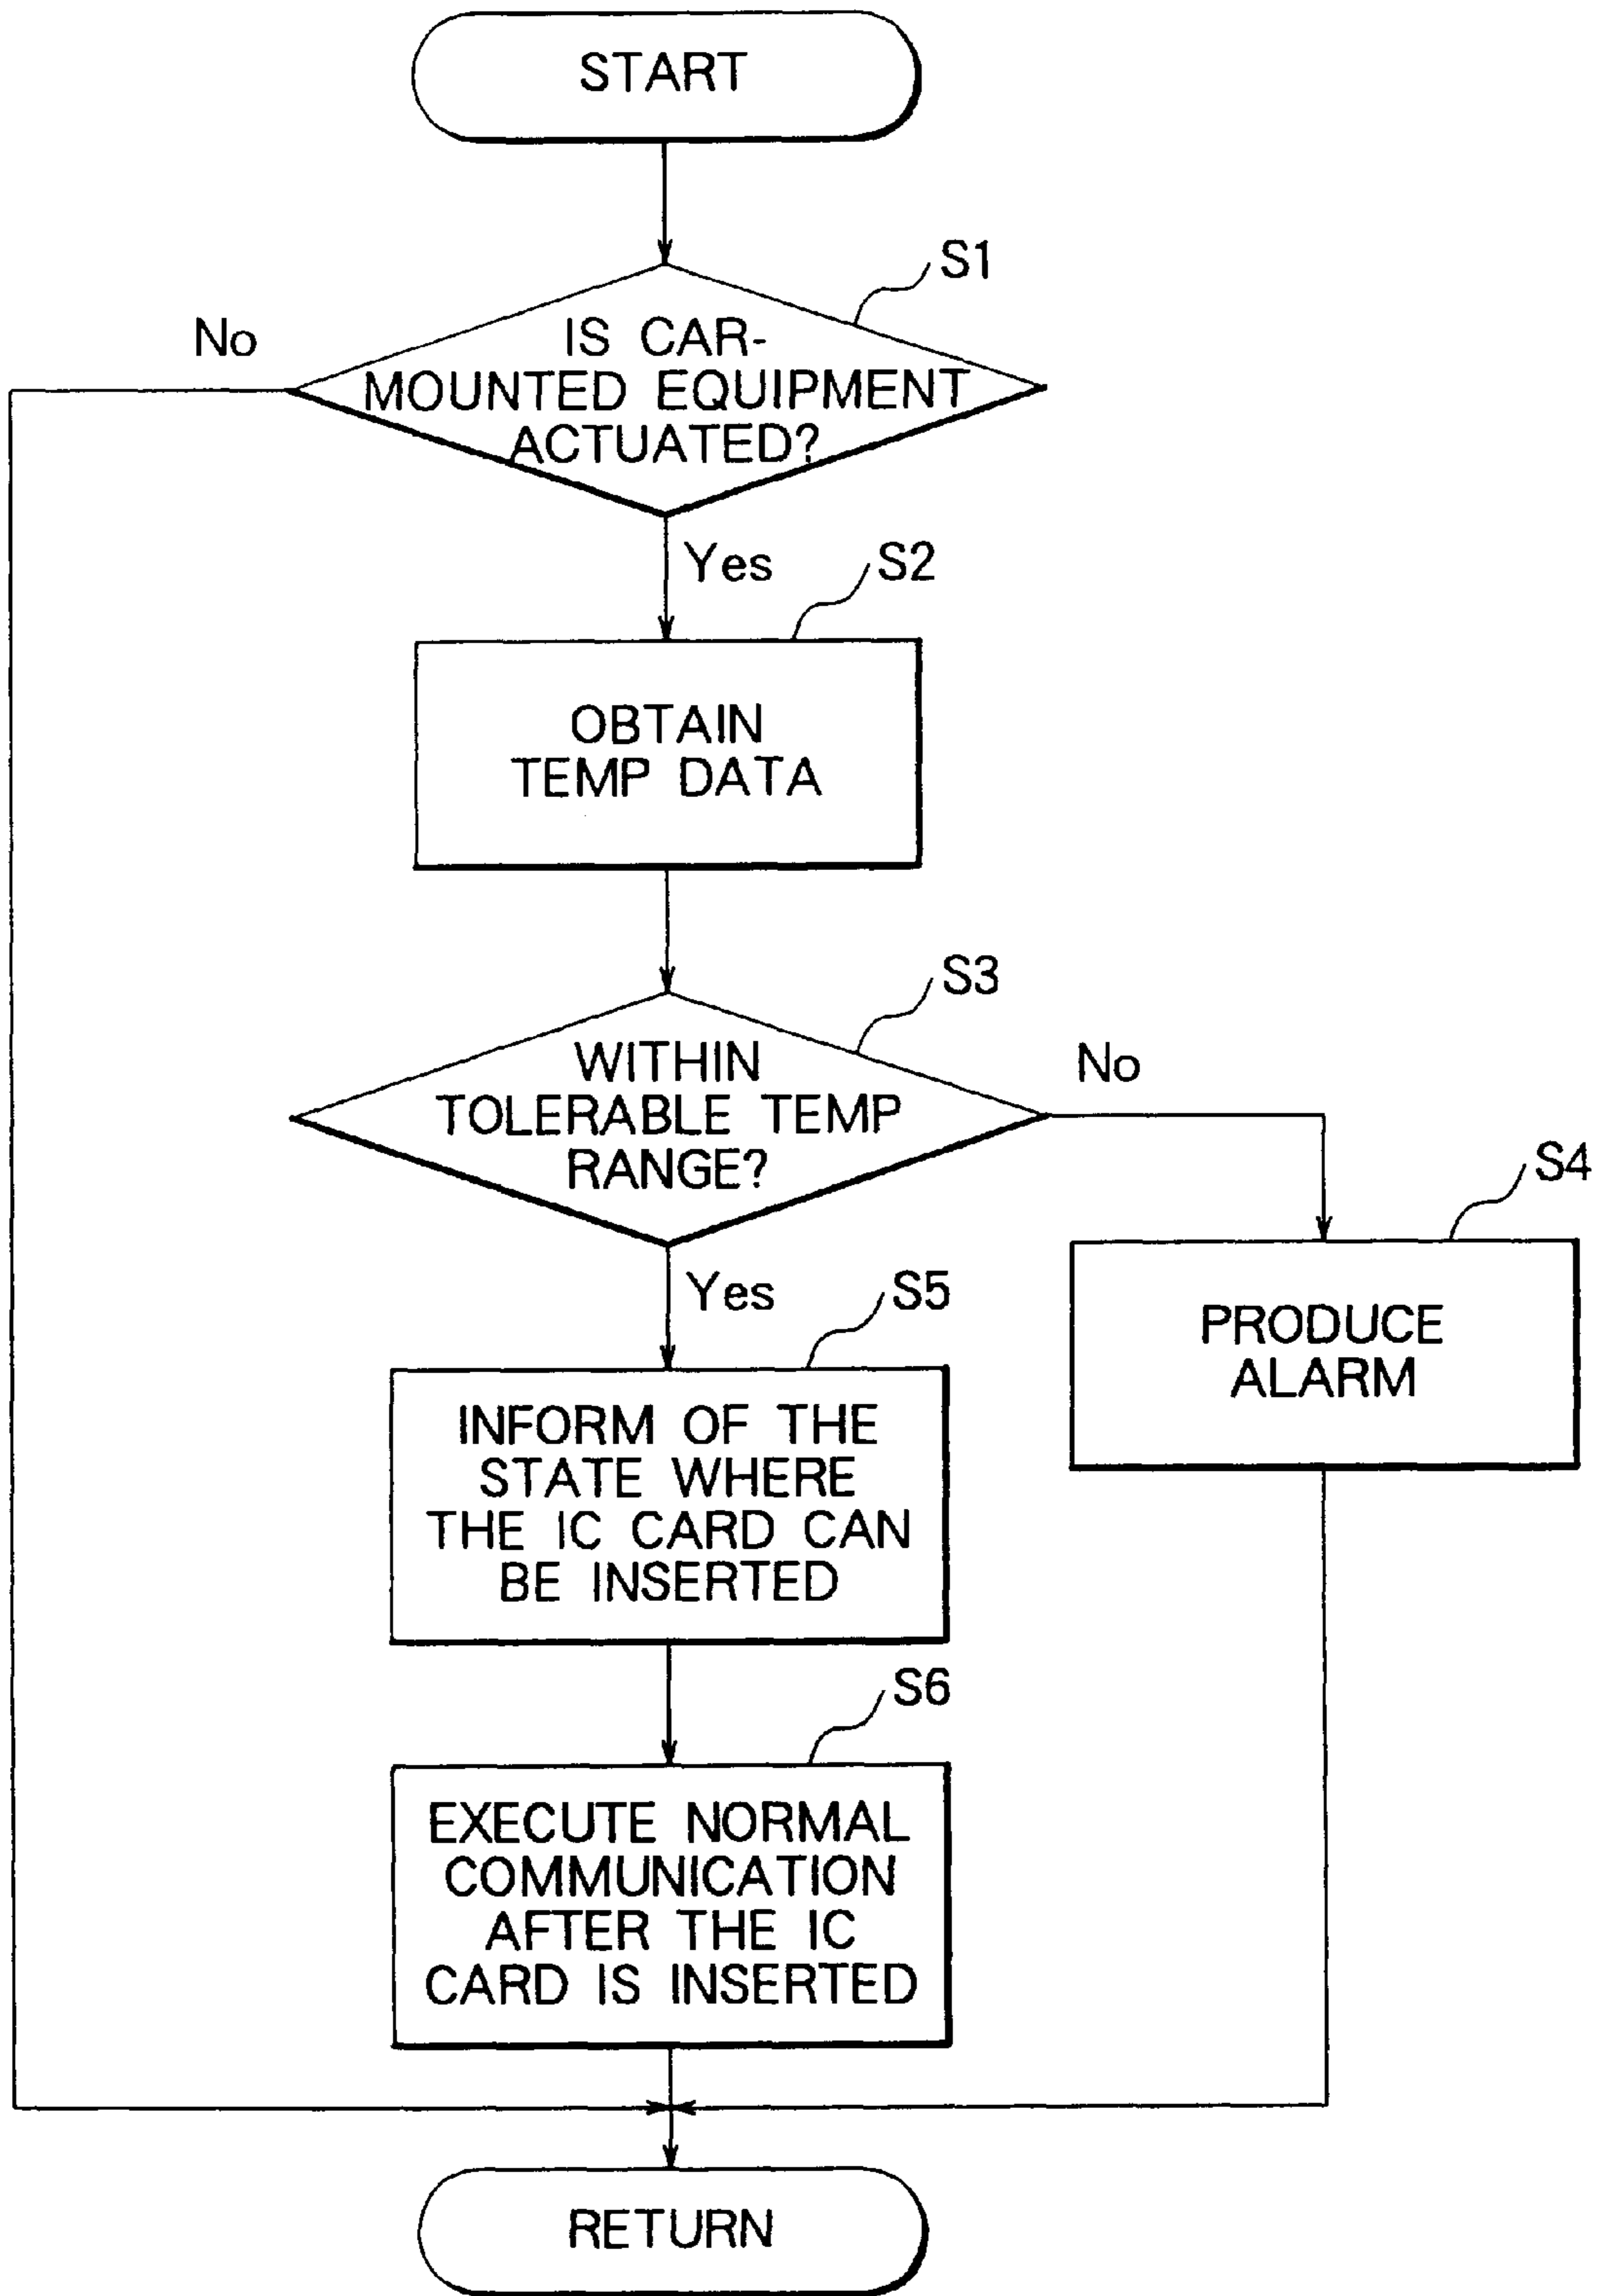 START
S1
No
IS CAR-
MOUNTED EQUIPMENT
ACTUATED?
Yes
S2
OBTAIN
TEMP DATA
S3
WITHIN
TOLERABLE TEMP
RANGE?
No
S4
PRODUCE
ALARM
Yes
S5
INFORM OF THE
STATE WHERE
THE IC CARD CAN
BE INSERTED
S6
EXECUTE NORMAL
COMMUNICATION
AFTER THE IC
CARD IS INSERTED
RETURN